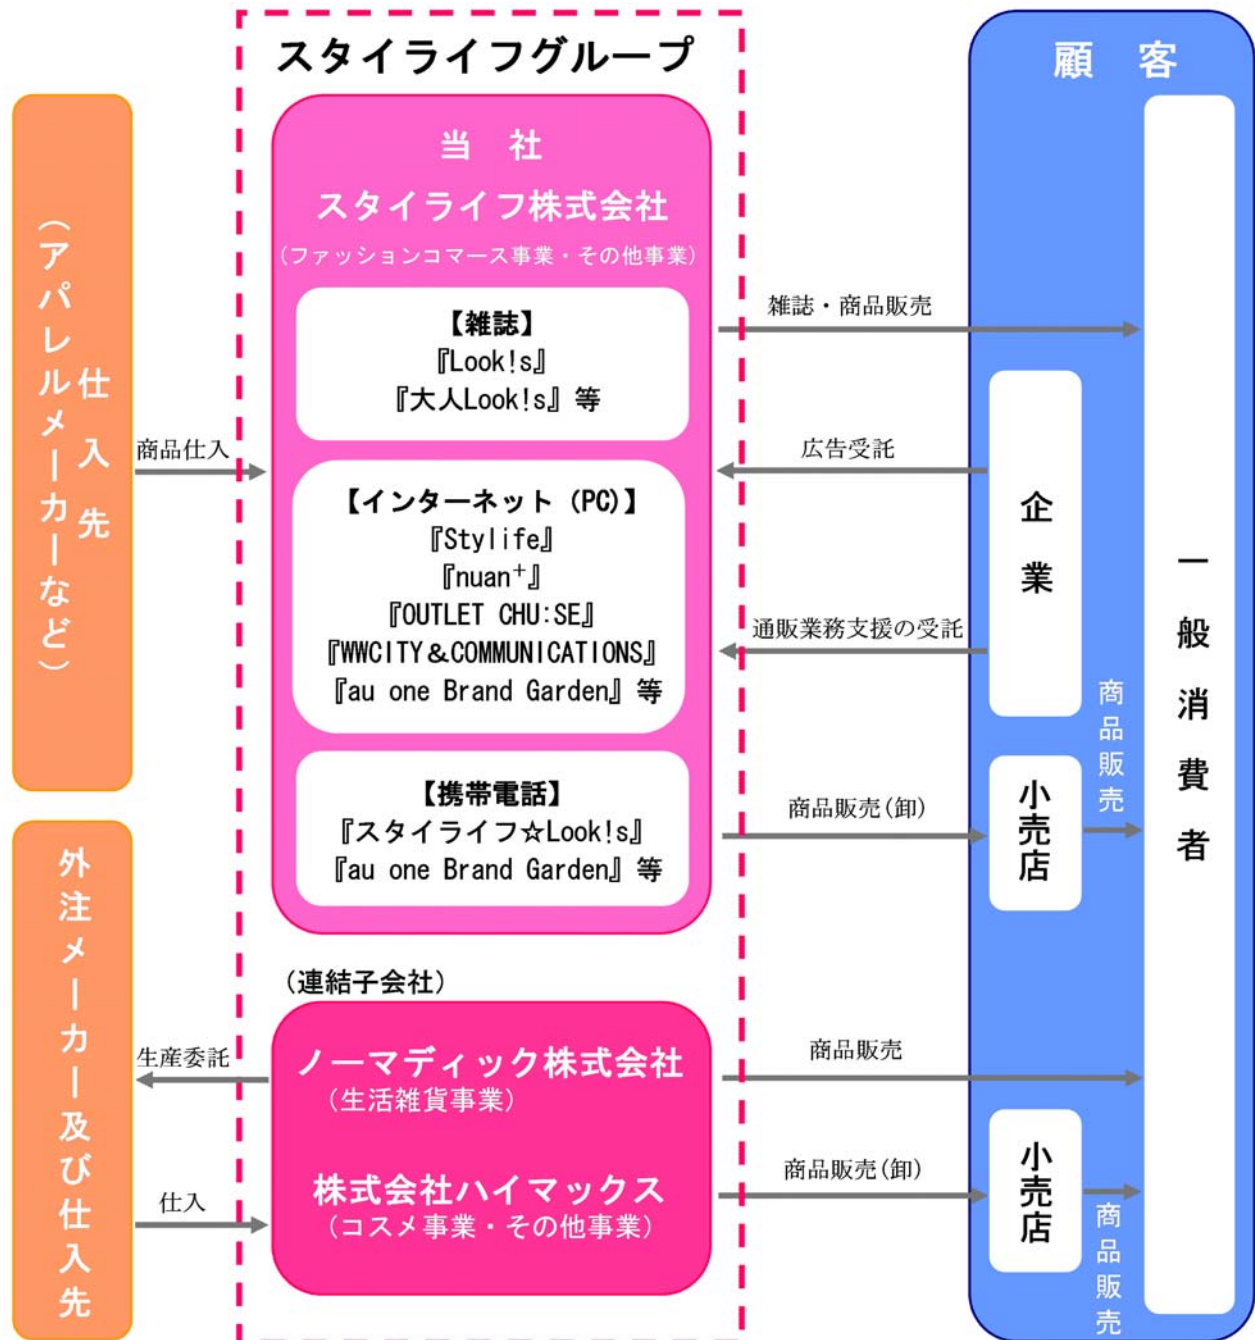 スタイライフグループ
顧 客
当 社
スタイライフ株式会社
(ファッションコマース事業・その他事業)
【雑誌】
『Look!s』
『大人Look!s』等
【インターネット (PC)】
『Stylife』
『nuan⁺』
『OUTLET CHU:SE』
『WWCITY&COMMUNICATIONS』
『au one Brand Garden』等
【携帯電話】
『スタイライフ☆Look!s』
『au one Brand Garden』等
(連結子会社)
ノーマディック株式会社
(生活雑貨事業)
株式会社ハイマックス
(コスメ事業・その他事業)
仕入先
(アパレルメーカーなど)
外注メーカー及び仕入先
商品仕入
生産委託
仕入
雑誌・商品販売
広告受託
通販業務支援の受託
商品販売(卸)
商品販売
商品販売(卸)
企業
小売店
商品販売
小売店
商品販売
一般消費者